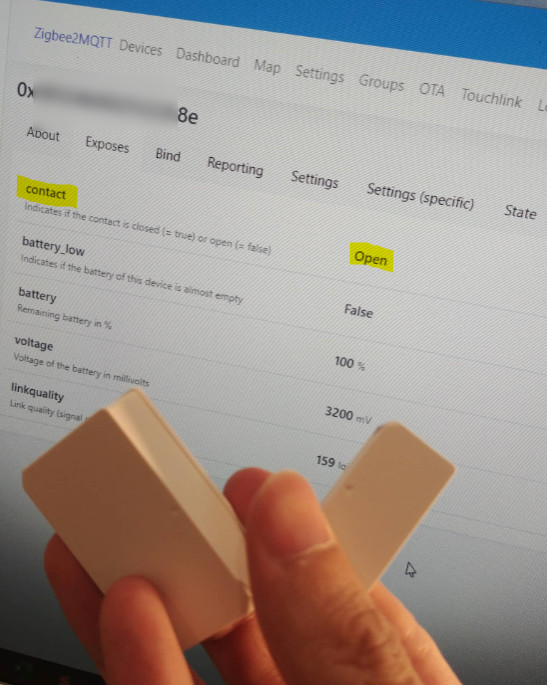 Zigbee2MQTT Devices Dashboard Map Settings Groups OTA Touchlink
0x 8e
About Exposes Bind Reporting Settings Settings (specific) State
contact
Indicates if the contact is closed (= true) or open (= false)
Open
battery_low
Indicates if the battery of this device is almost empty
False
battery
Remaining battery in %
100 %
voltage
Voltage of the battery in millivolts
3200 mV
linkquality
Link quality (signal
159